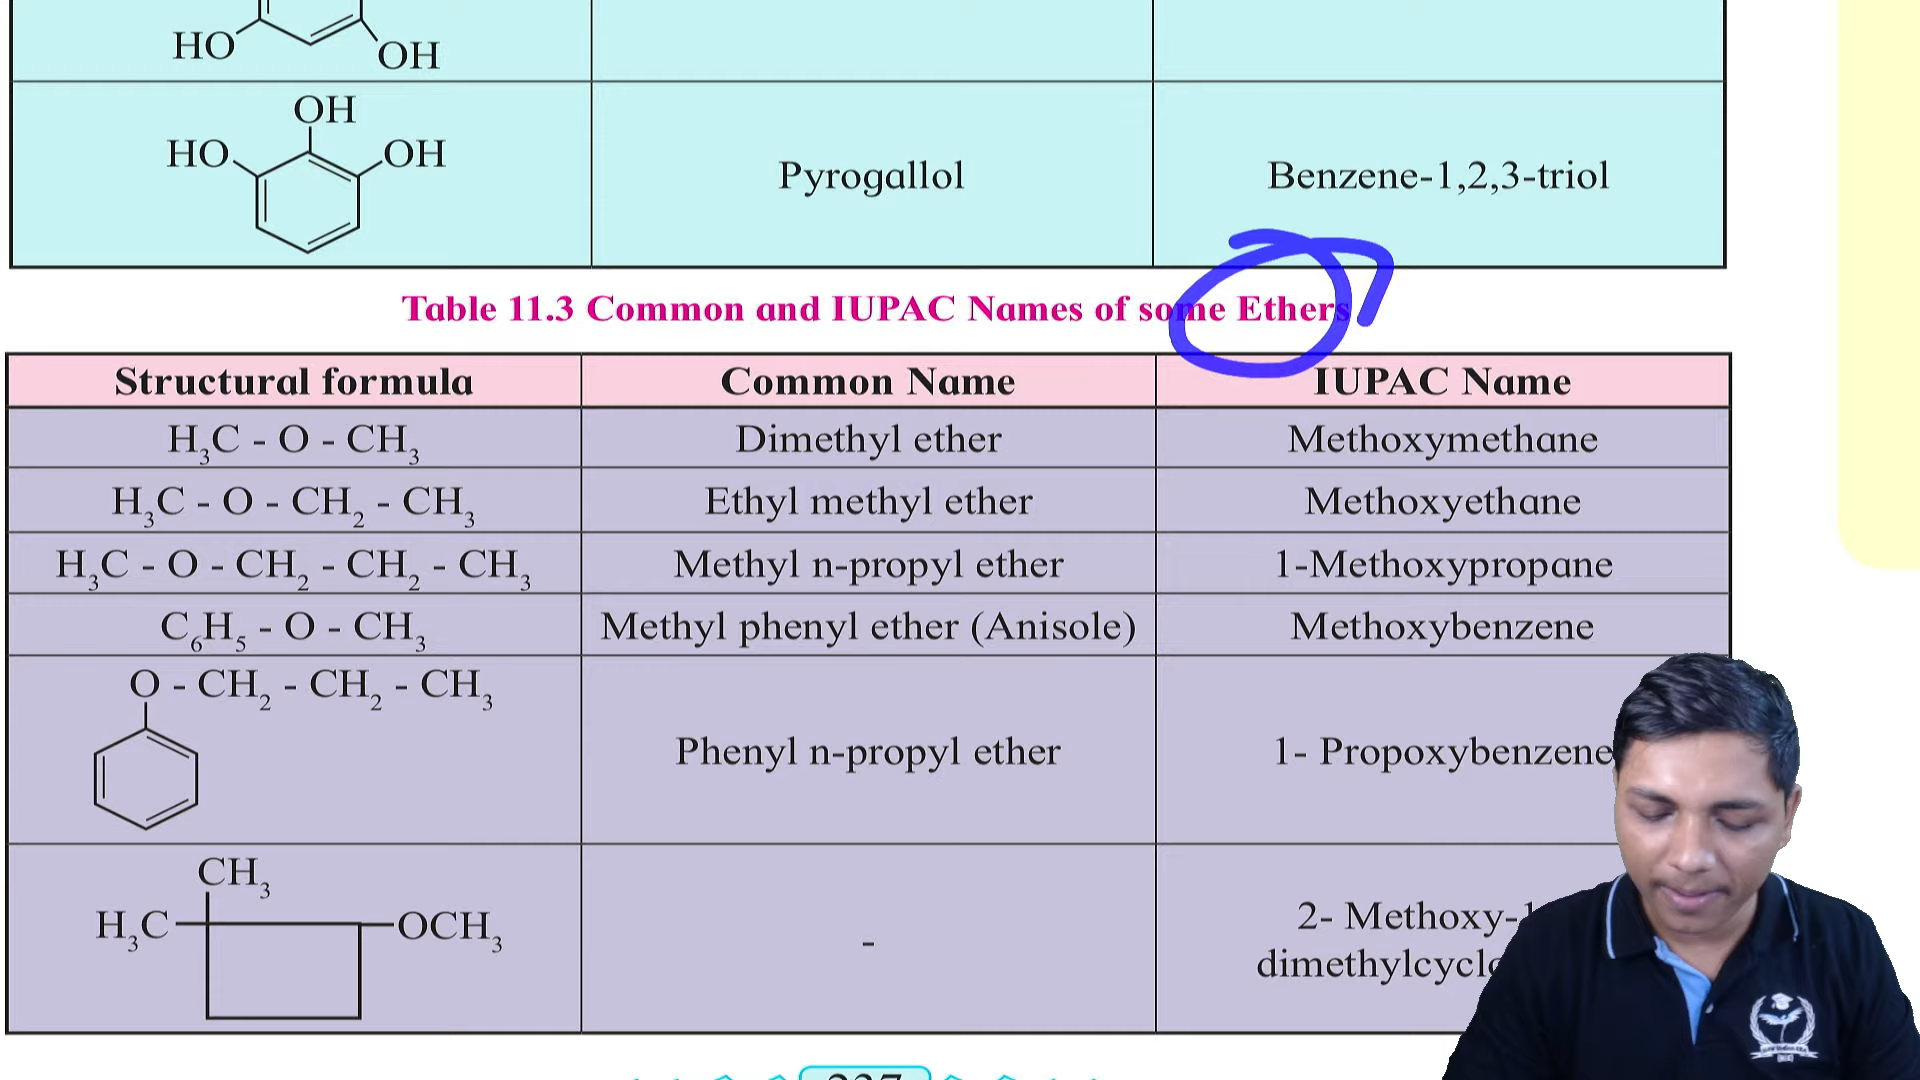 HO
OH
OH
HO
OH
Pyrogallol
Benzene-1,2,3-triol
Table 11.3 Common and IUPAC Names of some Ethers
Structural formula
Common Name
IUPAC Name
H3C - O - CH3
Dimethyl ether
Methoxymethane
H3C - O - CH2 - CH3
Ethyl methyl ether
Methoxyethane
H3C - O - CH2 - CH2 - CH3
Methyl n-propyl ether
1-Methoxypropane
C6H5 - O - CH3
Methyl phenyl ether (Anisole)
Methoxybenzene
O - CH2 - CH2 - CH3
Phenyl n-propyl ether
1- Propoxybenzene
CH3
H3C
OCH3
-
2- Methoxy-